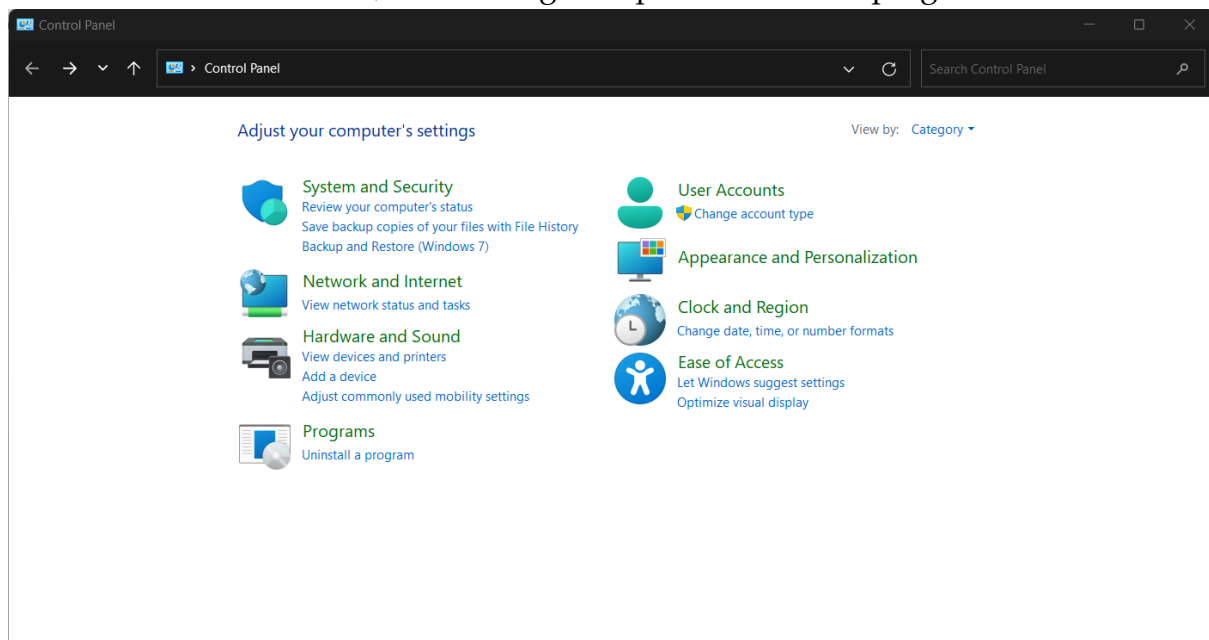 Control Panel
Control Panel
Search Control Panel
Adjust your computer's settings
View by: Category
System and Security
Review your computer's status
Save backup copies of your files with File History
Backup and Restore (Windows 7)
Network and Internet
View network status and tasks
Hardware and Sound
View devices and printers
Add a device
Adjust commonly used mobility settings
Programs
Uninstall a program
User Accounts
Change account type
Appearance and Personalization
Clock and Region
Change date, time, or number formats
Ease of Access
Let Windows suggest settings
Optimize visual display